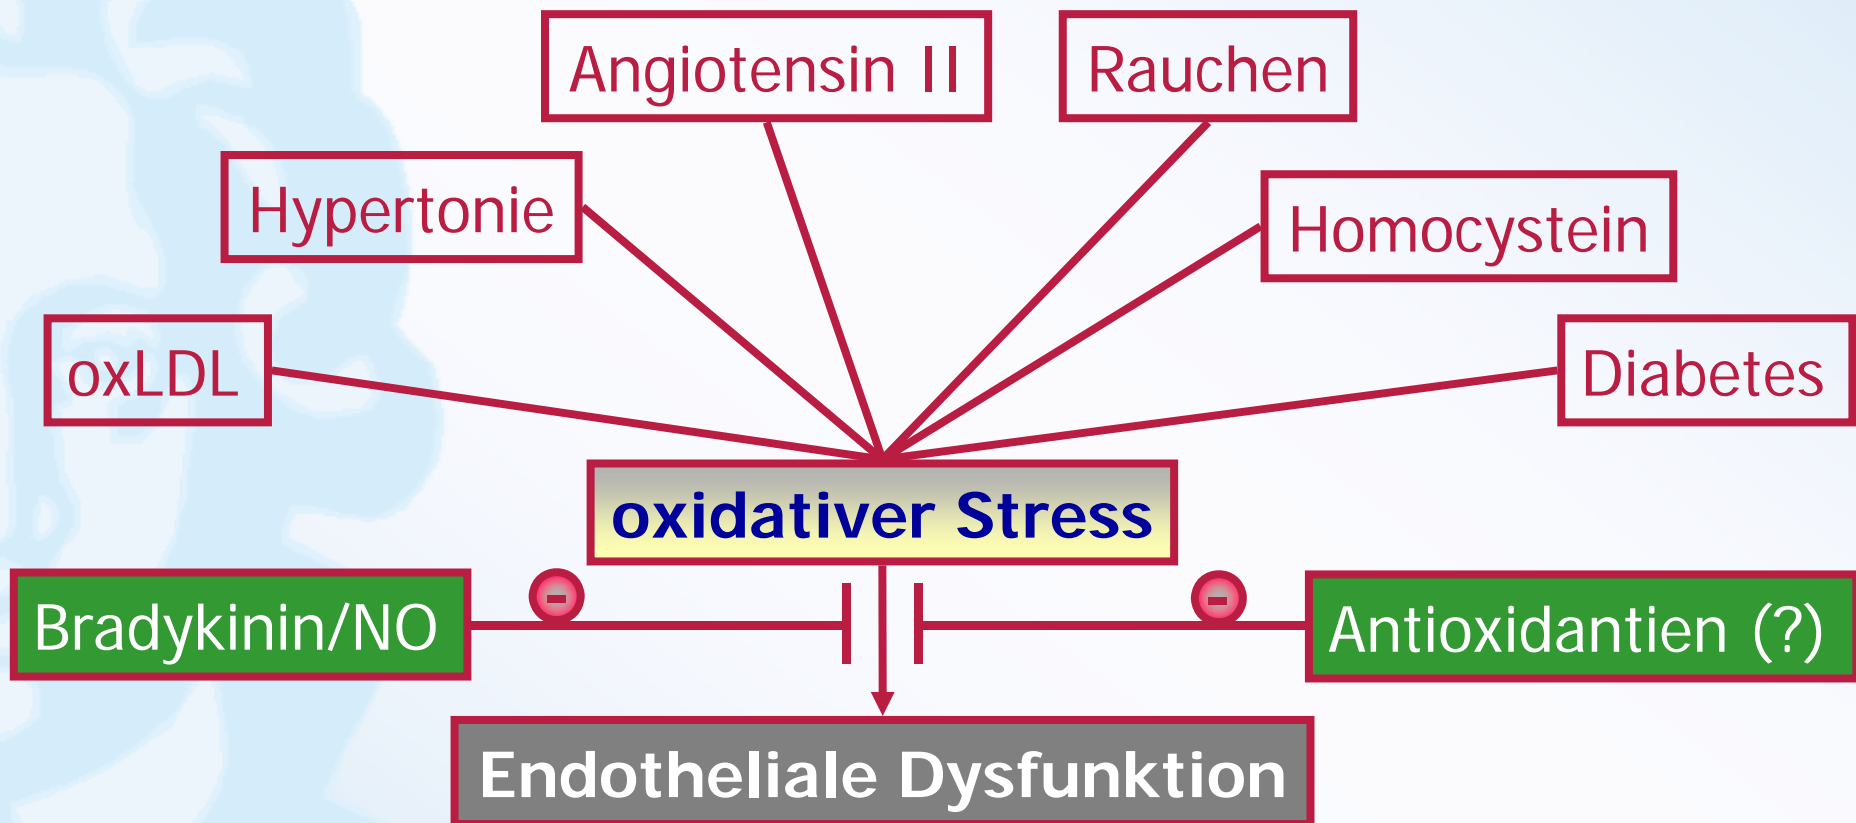 Angiotensin II
Rauchen
Hypertonie
Homocystein
oxLDL
Diabetes
oxidativer Stress
-
-
Bradykinin/NO
Antioxidantien (?)
Endotheliale Dysfunktion